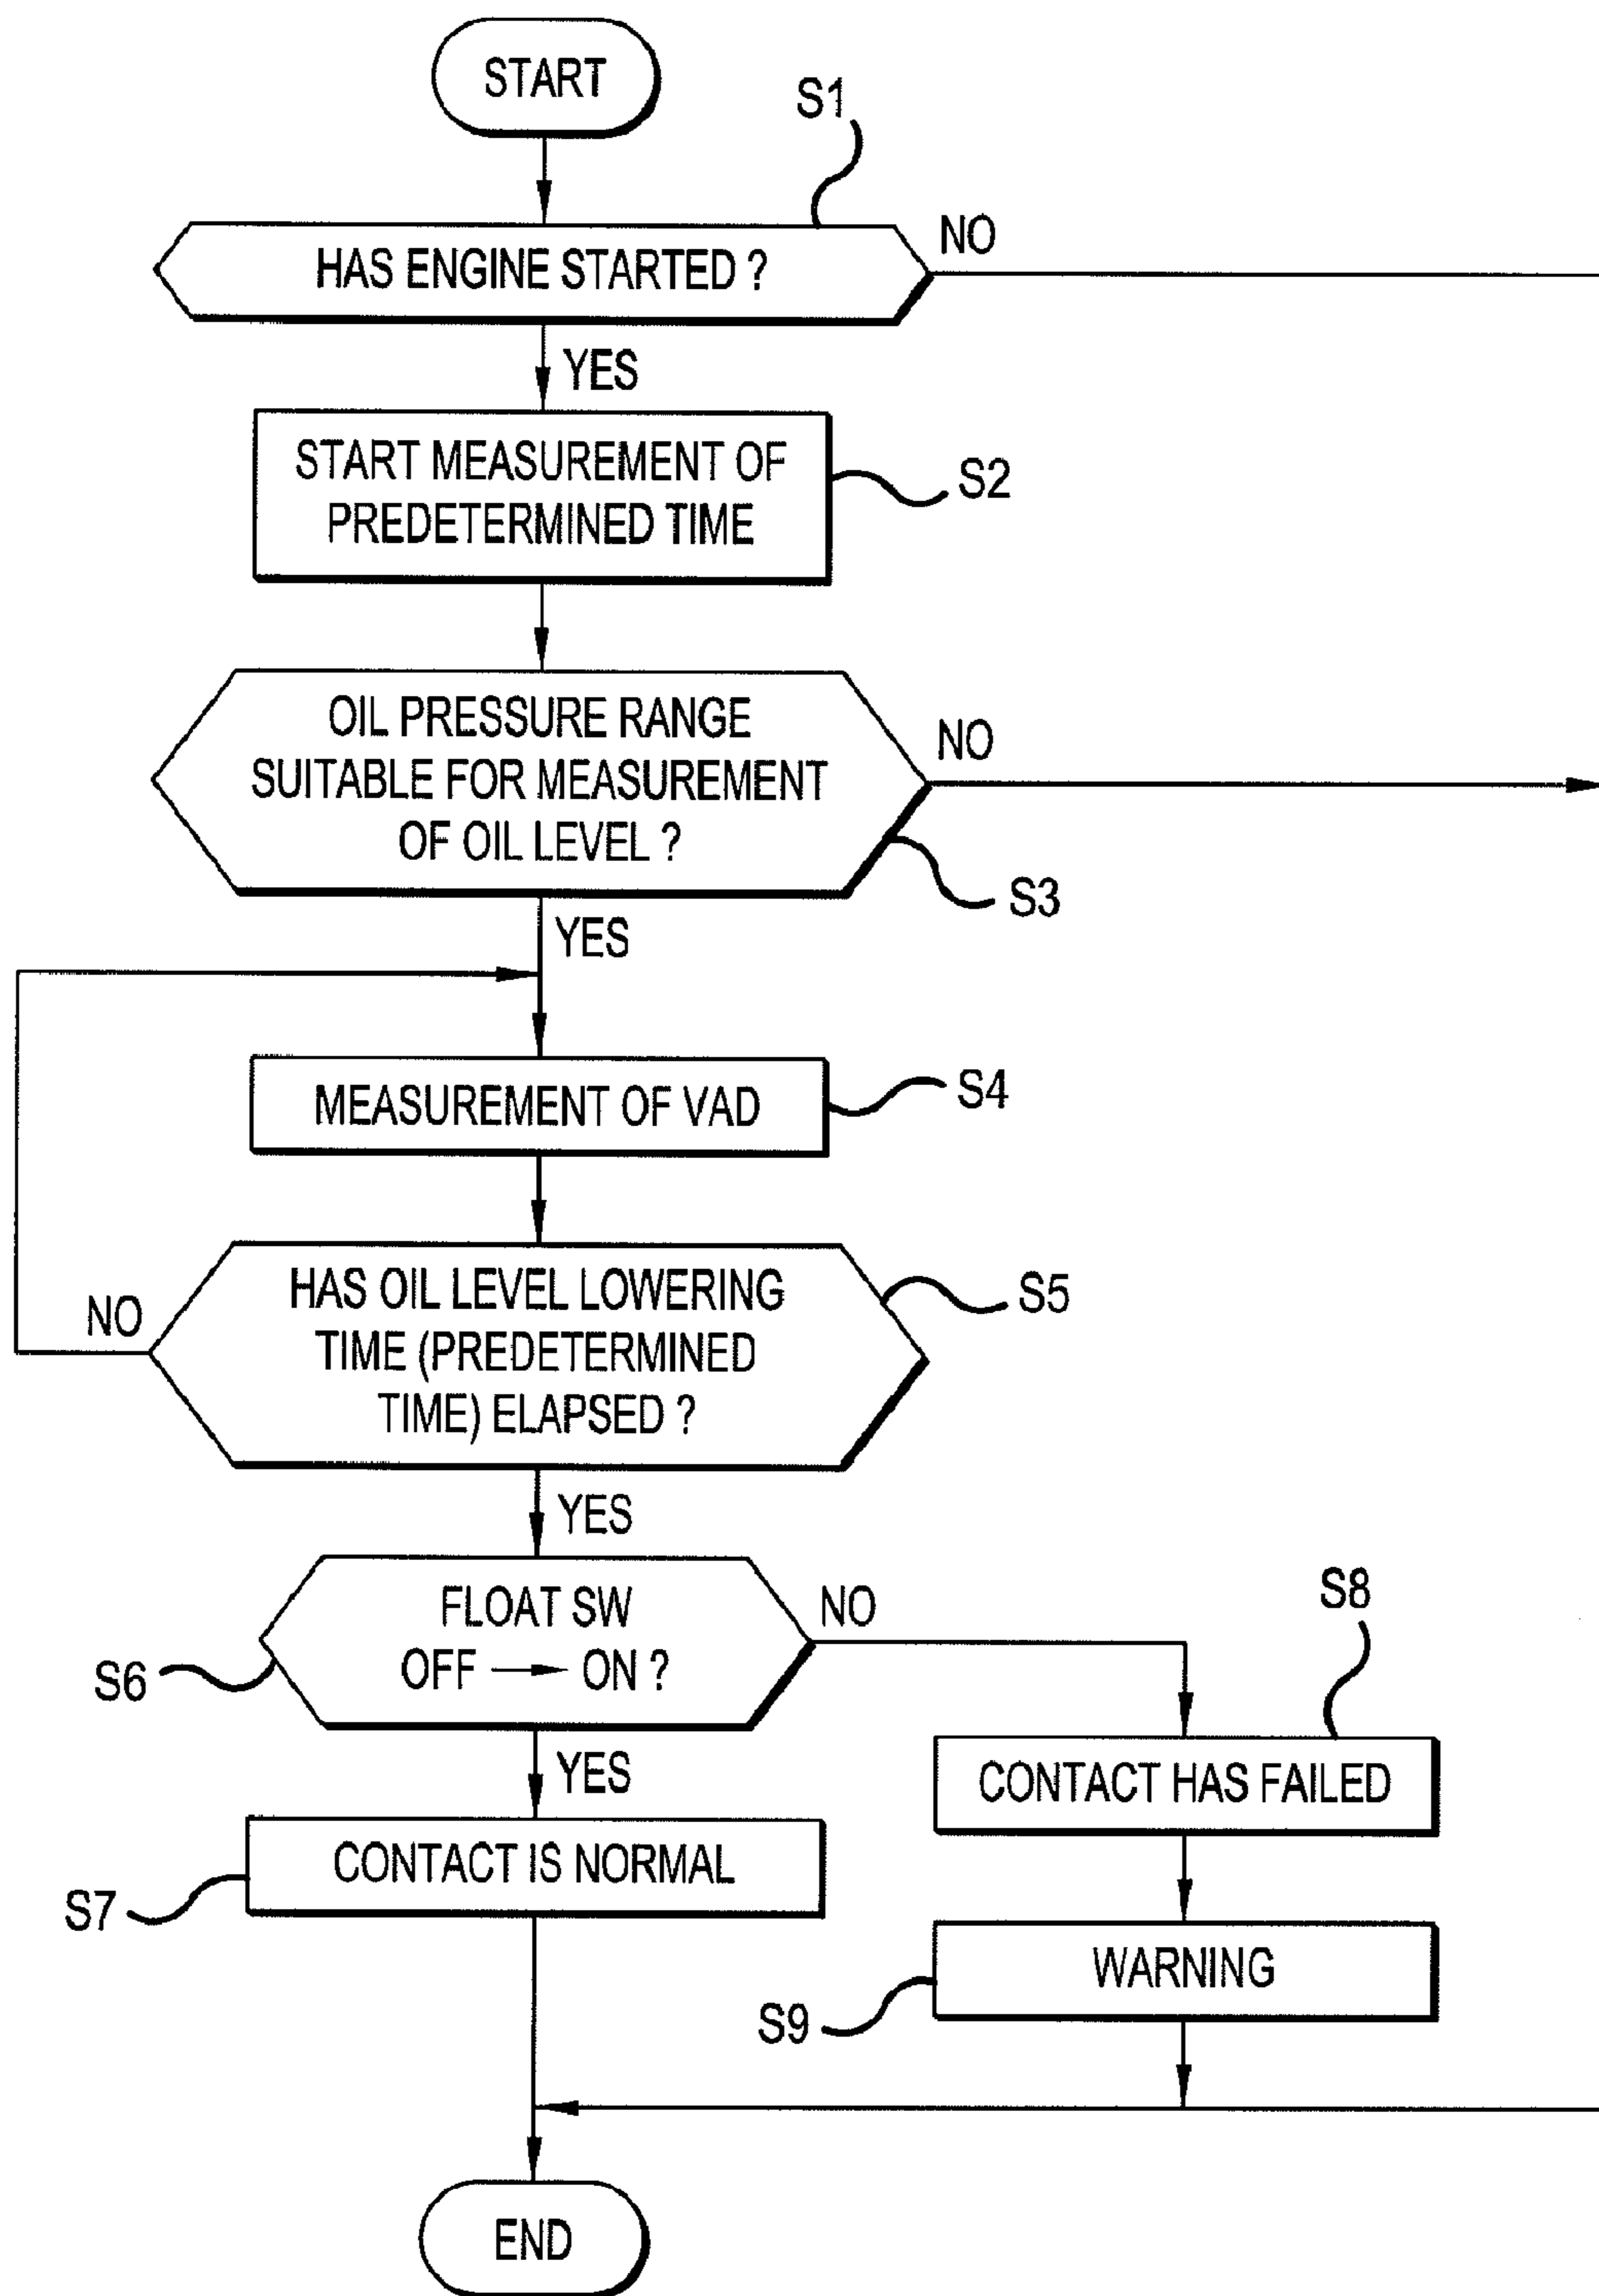 START
S1
HAS ENGINE STARTED ?
NO
YES
START MEASUREMENT OF
PREDETERMINED TIME
S2
OIL PRESSURE RANGE
SUITABLE FOR MEASUREMENT
OF OIL LEVEL ?
NO
S3
YES
MEASUREMENT OF VAD
S4
HAS OIL LEVEL LOWERING
TIME (PREDETERMINED
TIME) ELAPSED ?
S5
NO
YES
FLOAT SW
OFF → ON ?
NO
S6
S8
YES
CONTACT HAS FAILED
CONTACT IS NORMAL
S7
WARNING
S9
END